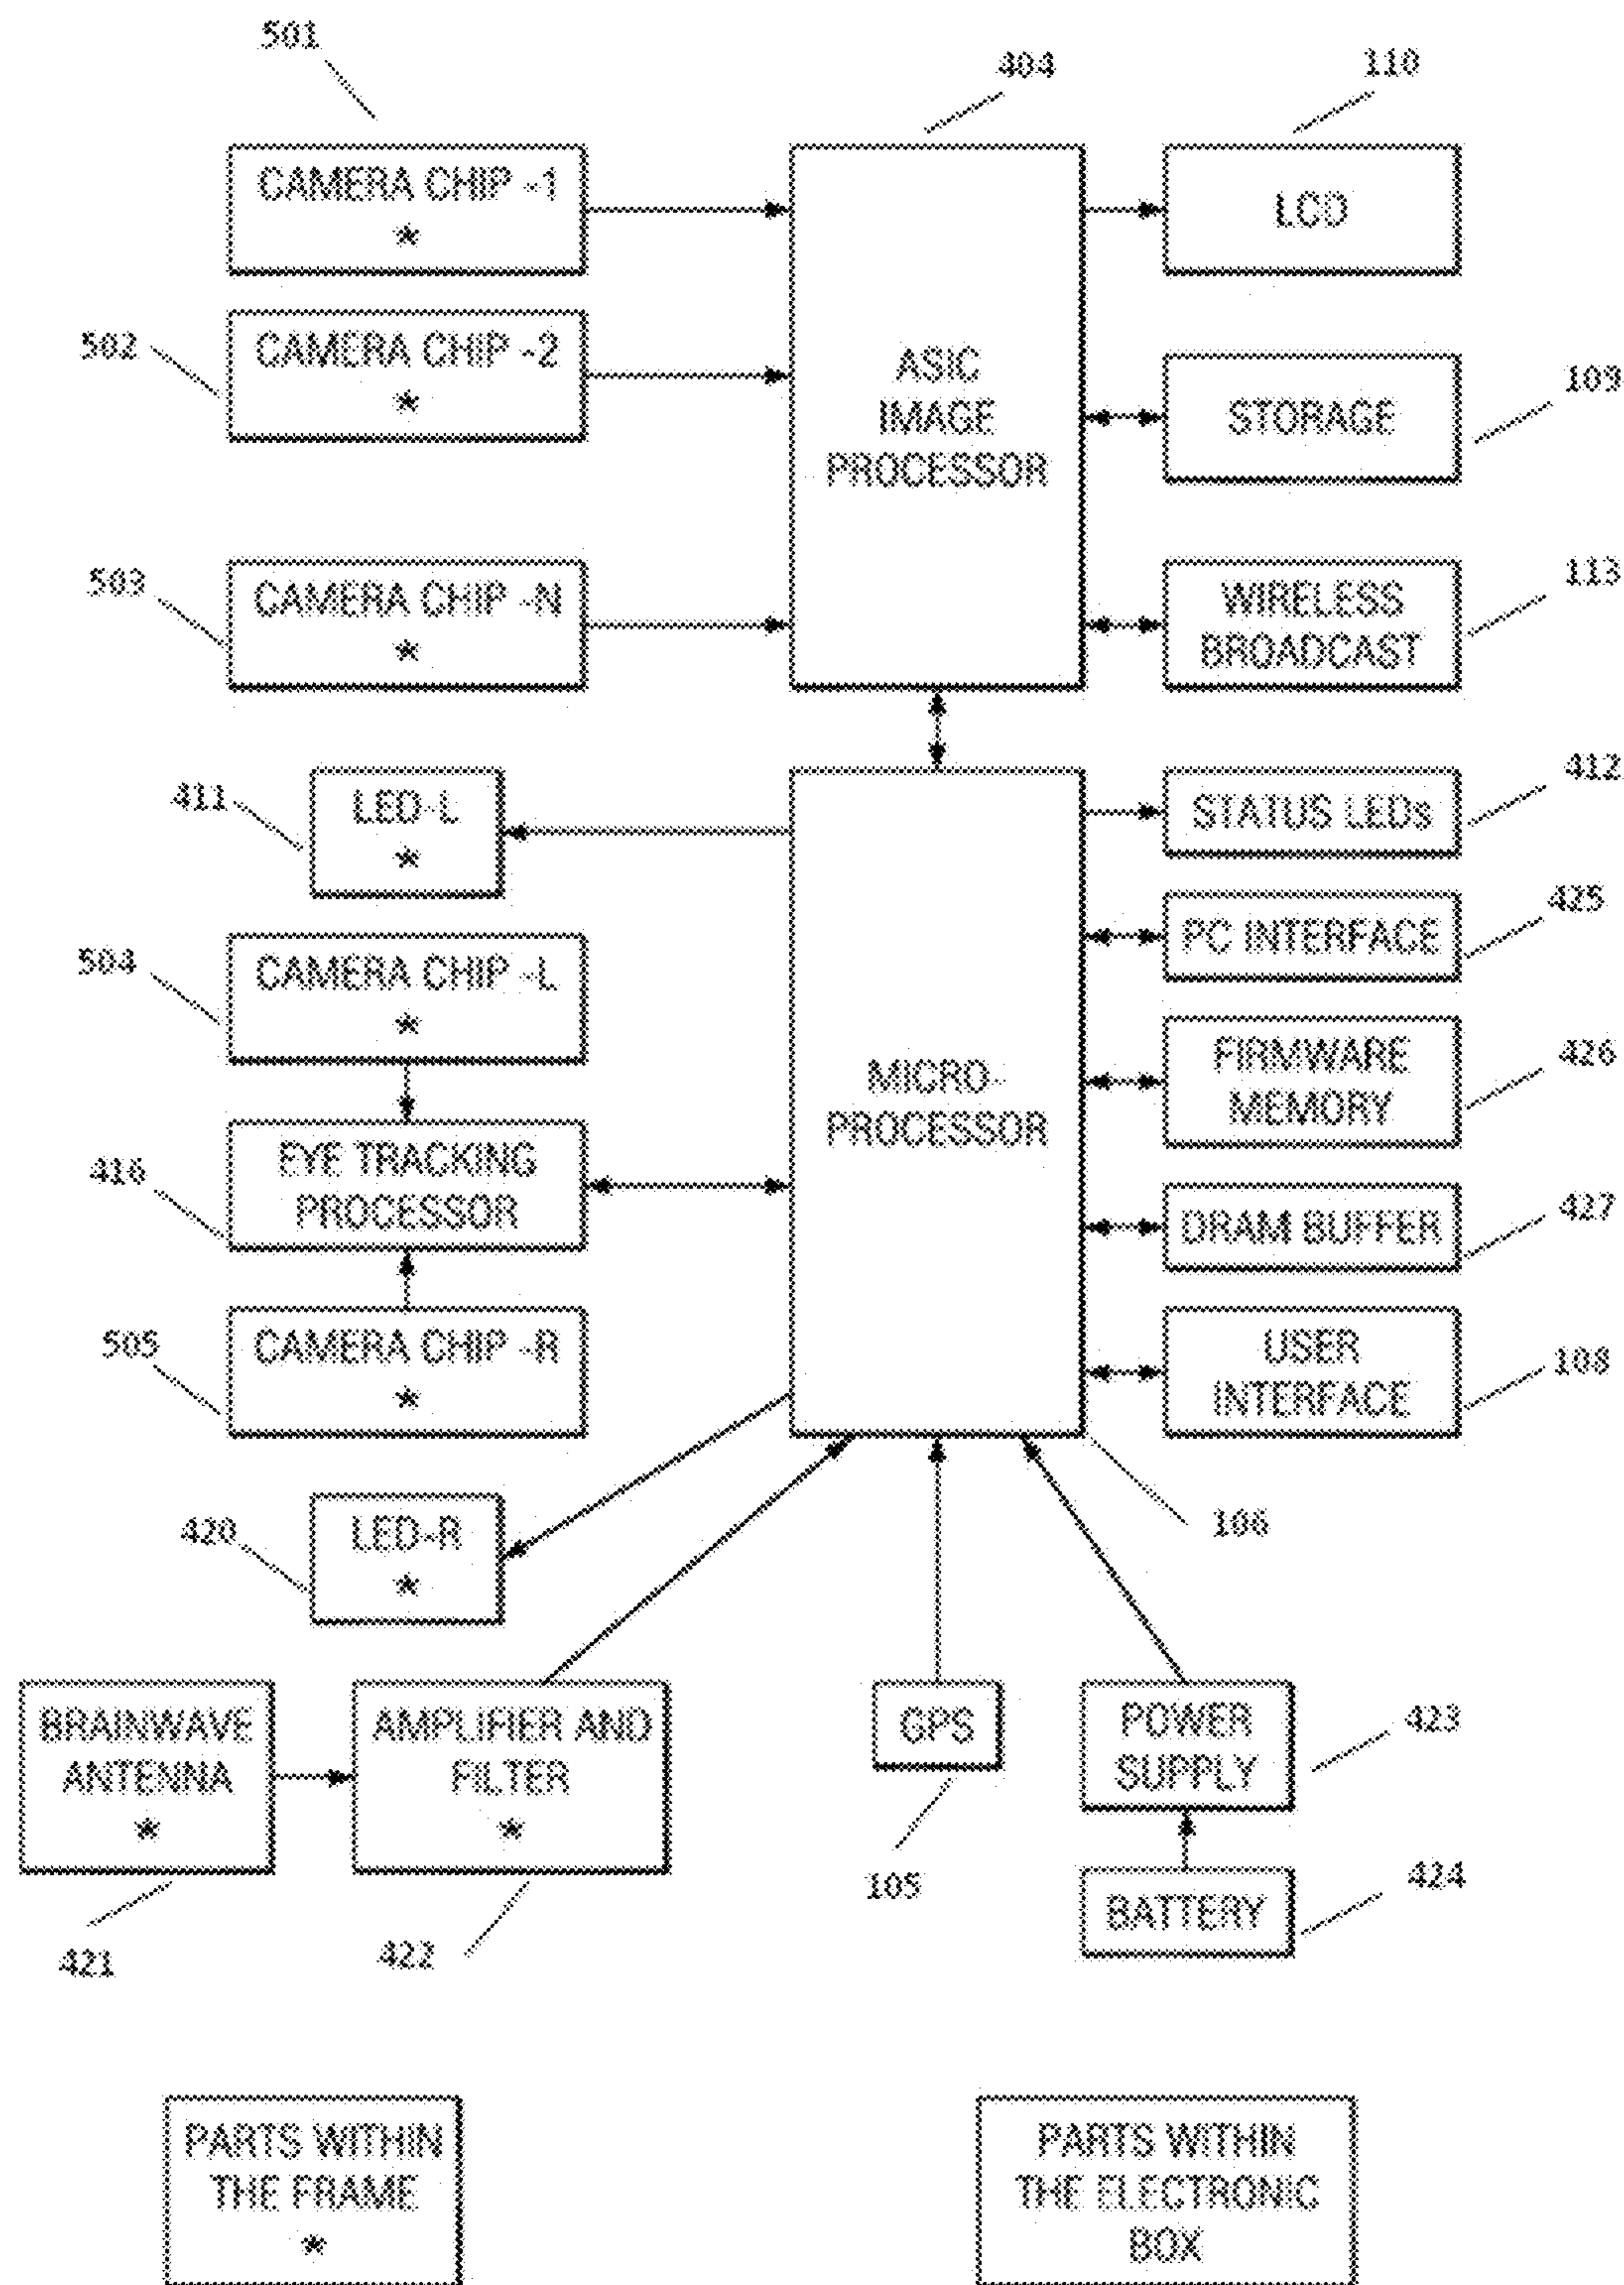 501
404
110
CAMERA CHIP -1
*
LCD
502
CAMERA CHIP -2
*
ASIC
IMAGE
PROCESSOR
109
STORAGE
503
CAMERA CHIP -N
*
113
WIRELESS
BROADCAST
411
LED-L
*
412
STATUS LEDs
504
CAMERA CHIP -L
*
425
PC INTERFACE
MICRO-
PROCESSOR
426
FIRMWARE
MEMORY
416
EYE TRACKING
PROCESSOR
427
DRAM BUFFER
505
CAMERA CHIP -R
*
USER
INTERFACE
108
420
LED-R
*
106
BRAINWAVE
ANTENNA
*
AMPLIFIER AND
FILTER
*
GPS
POWER
SUPPLY
423
421
422
105
BATTERY
424
PARTS WITHIN
THE FRAME
*
PARTS WITHIN
THE ELECTRONIC
BOX